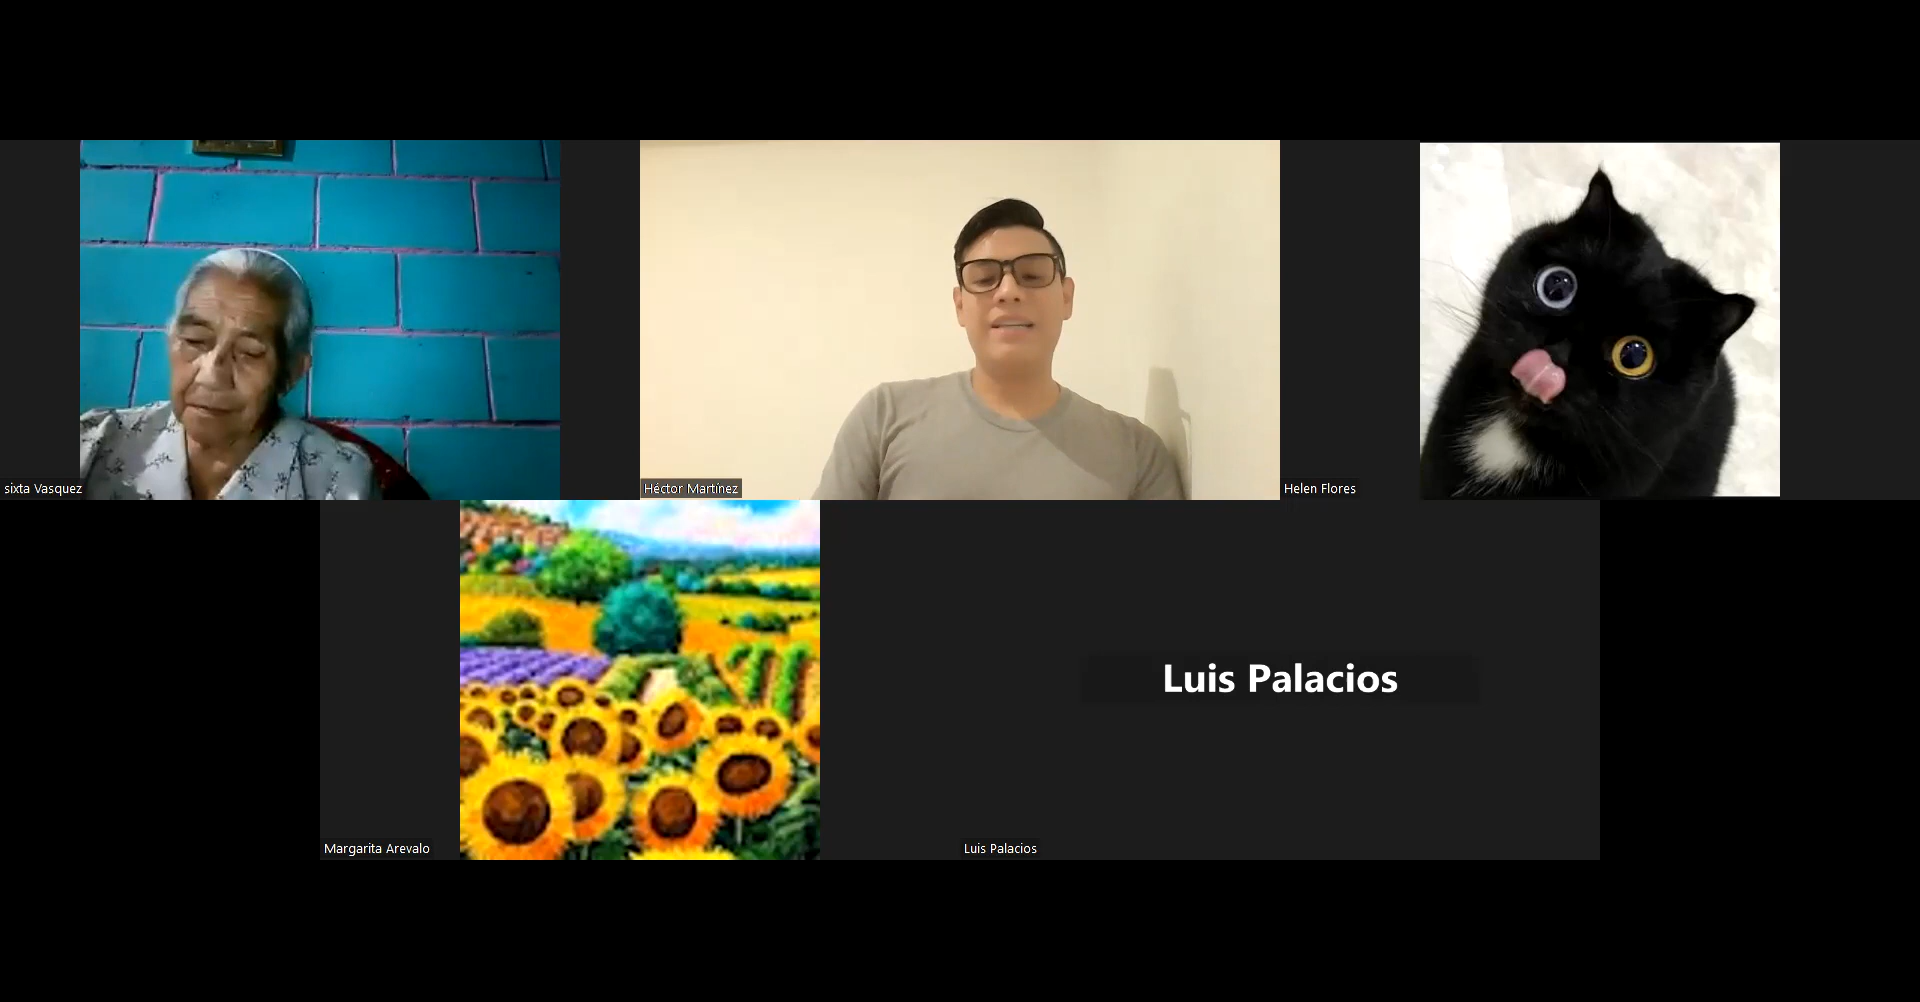 sixta Vasquez
Héctor Martínez
Helen Flores
Luis Palacios
Margarita Arevalo
Luis Palacios